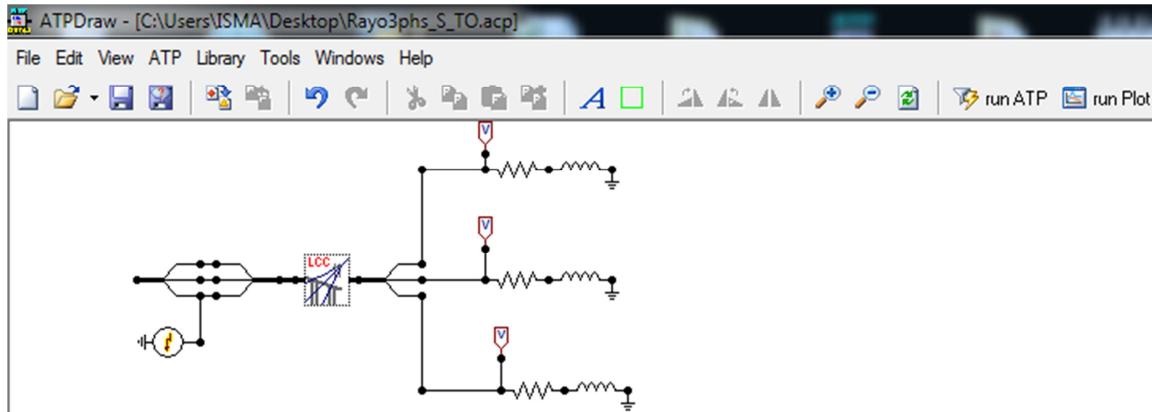 ATPDraw - [C:\Users\ISMA\Desktop\Rayo3phs_S_TO.acp]
File Edit View ATP Library Tools Windows Help
A run ATP run Plot
V
V
LCC
V